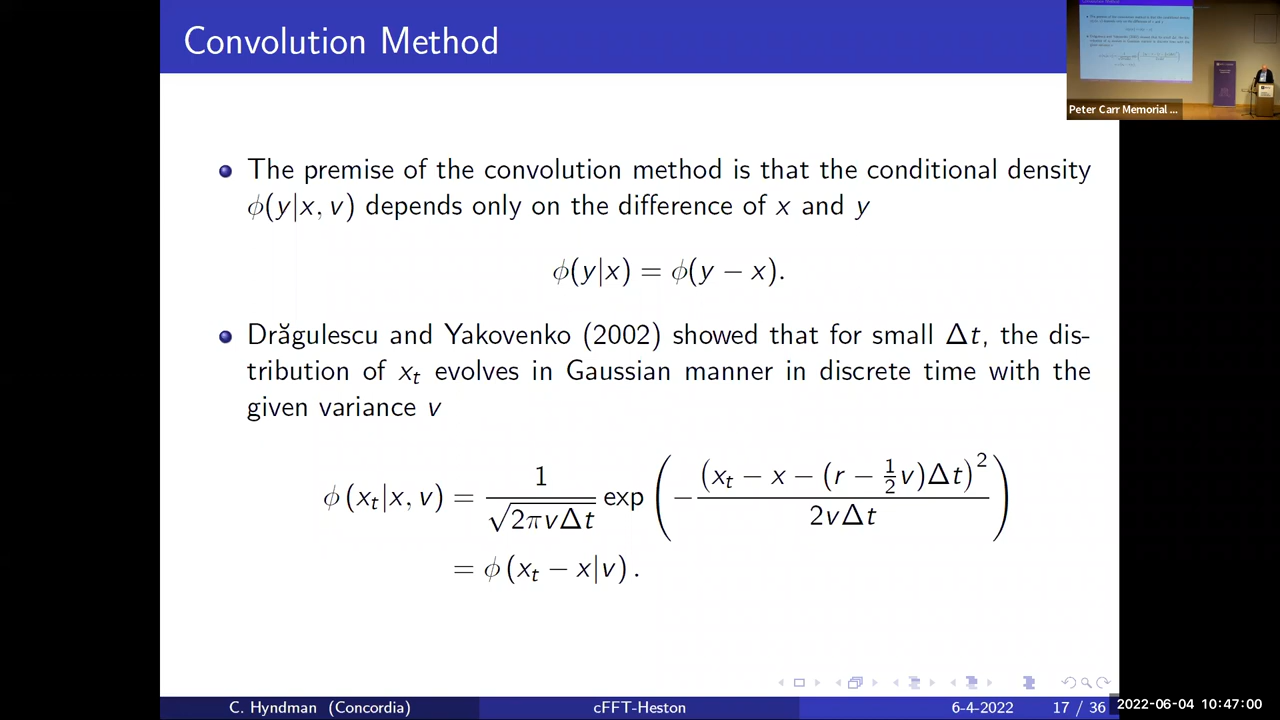 Convolution Method
Peter Carr Memorial ...
The premise of the convolution method is that the conditional density
ϕ(y|x, v) depends only on the difference of x and y
ϕ(y|x) = ϕ(y − x).
Drăgulescu and Yakovenko (2002) showed that for small Δt, the dis-
tribution of x_t evolves in Gaussian manner in discrete time with the
given variance v
ϕ (x_t|x, v) = 1/√(2πvΔt) exp (−(x_t − x − (r − 1/2 v)Δt)² / 2vΔt)
= ϕ (x_t − x|v) .
C. Hyndman (Concordia)
cFFT-Heston
6-4-2022
17 / 36
2022-06-04 10:47:00